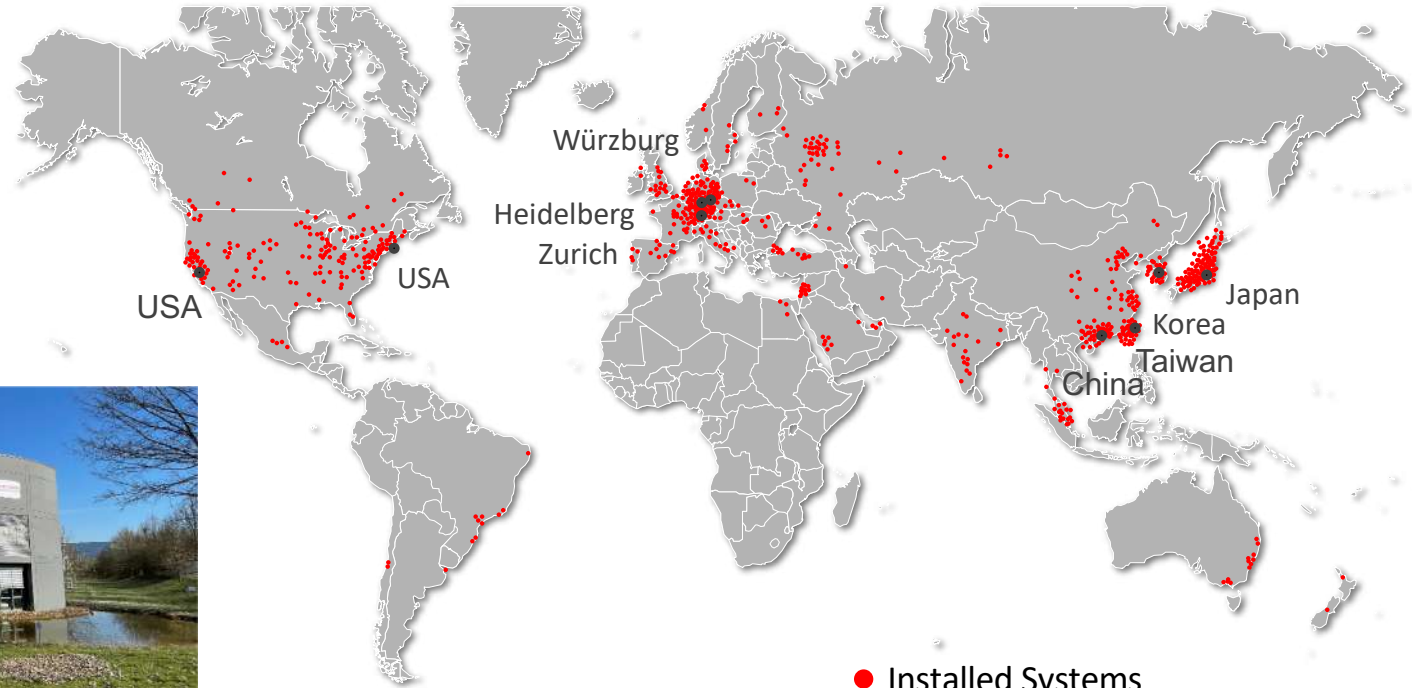 Würzburg
Heidelberg
Zurich
USA
USA
Japan
Korea
Taiwan
China
Installed Systems